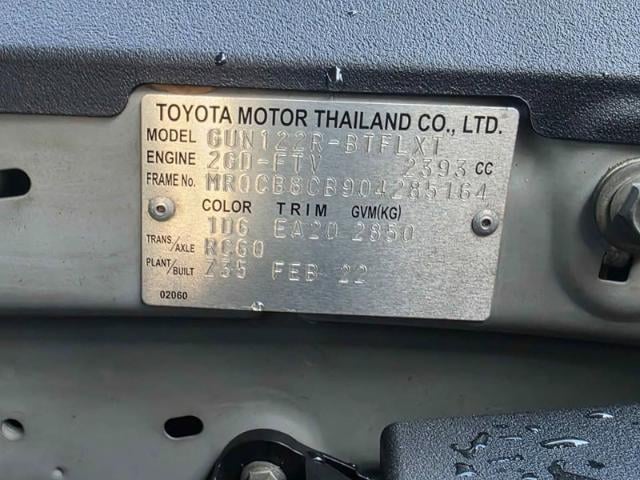 TOYOTA MOTOR THAILAND CO., LTD.
MODEL GUN122R-BTFLXT
ENGINE 2GD-FTV 2393 CC
FRAME No. MR0CB8CB904285164
COLOR TRIM GVM(KG)
1D6 EA20 2850
TRANS/AXLE RC60
PLANT/BUILT Z35 FEB 22
02060